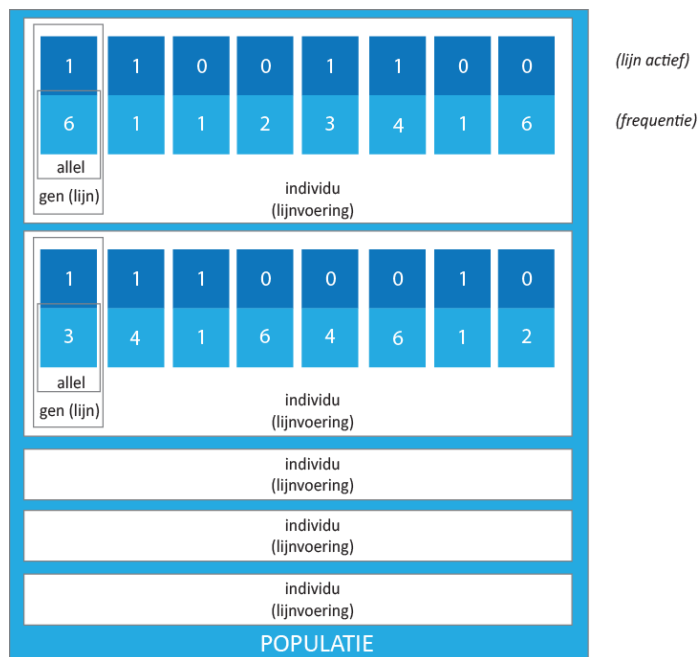 1 1 0 0 1 1 0 0 (lijn actief)
6 1 1 2 3 4 1 6 (frequentie)
allel
gen (lijn)
individu
(lijnvoering)
1 1 1 0 0 0 1 0
3 4 1 6 4 6 1 2
allel
gen (lijn)
individu
(lijnvoering)
individu
(lijnvoering)
individu
(lijnvoering)
individu
(lijnvoering)
POPULATIE